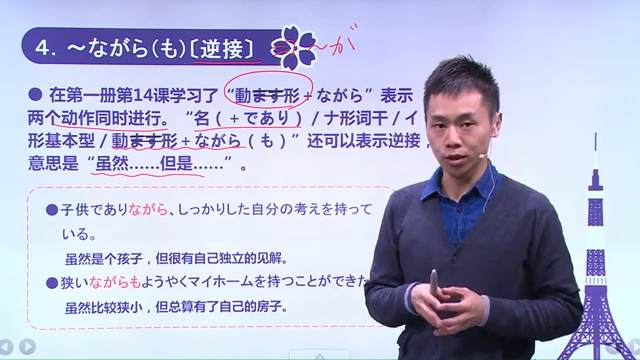 4. ～ながら(も)〔逆接〕 ～が
● 在第一册第14课学习了“動ます形＋ながら”表示
两个动作同时进行。“名(＋であり)/ナ形词干/イ
形基本型/動ます形＋ながら(も)”还可以表示逆接，
意思是“虽然……但是……”。
●子供でありながら、しっかりした自分の考えを持って
いる。
虽然是个孩子，但很有自己独立的见解。
●狭いながらもようやくマイホームを持つことができた
虽然比较狭小，但总算有了自己的房子。